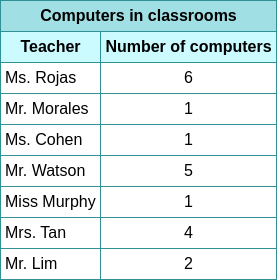 Computers in classrooms
Teacher Number of computers
Ms. Rojas 6
Mr. Morales 1
Ms. Cohen 1
Mr. Watson 5
Miss Murphy 1
Mrs. Tan 4
Mr. Lim 2